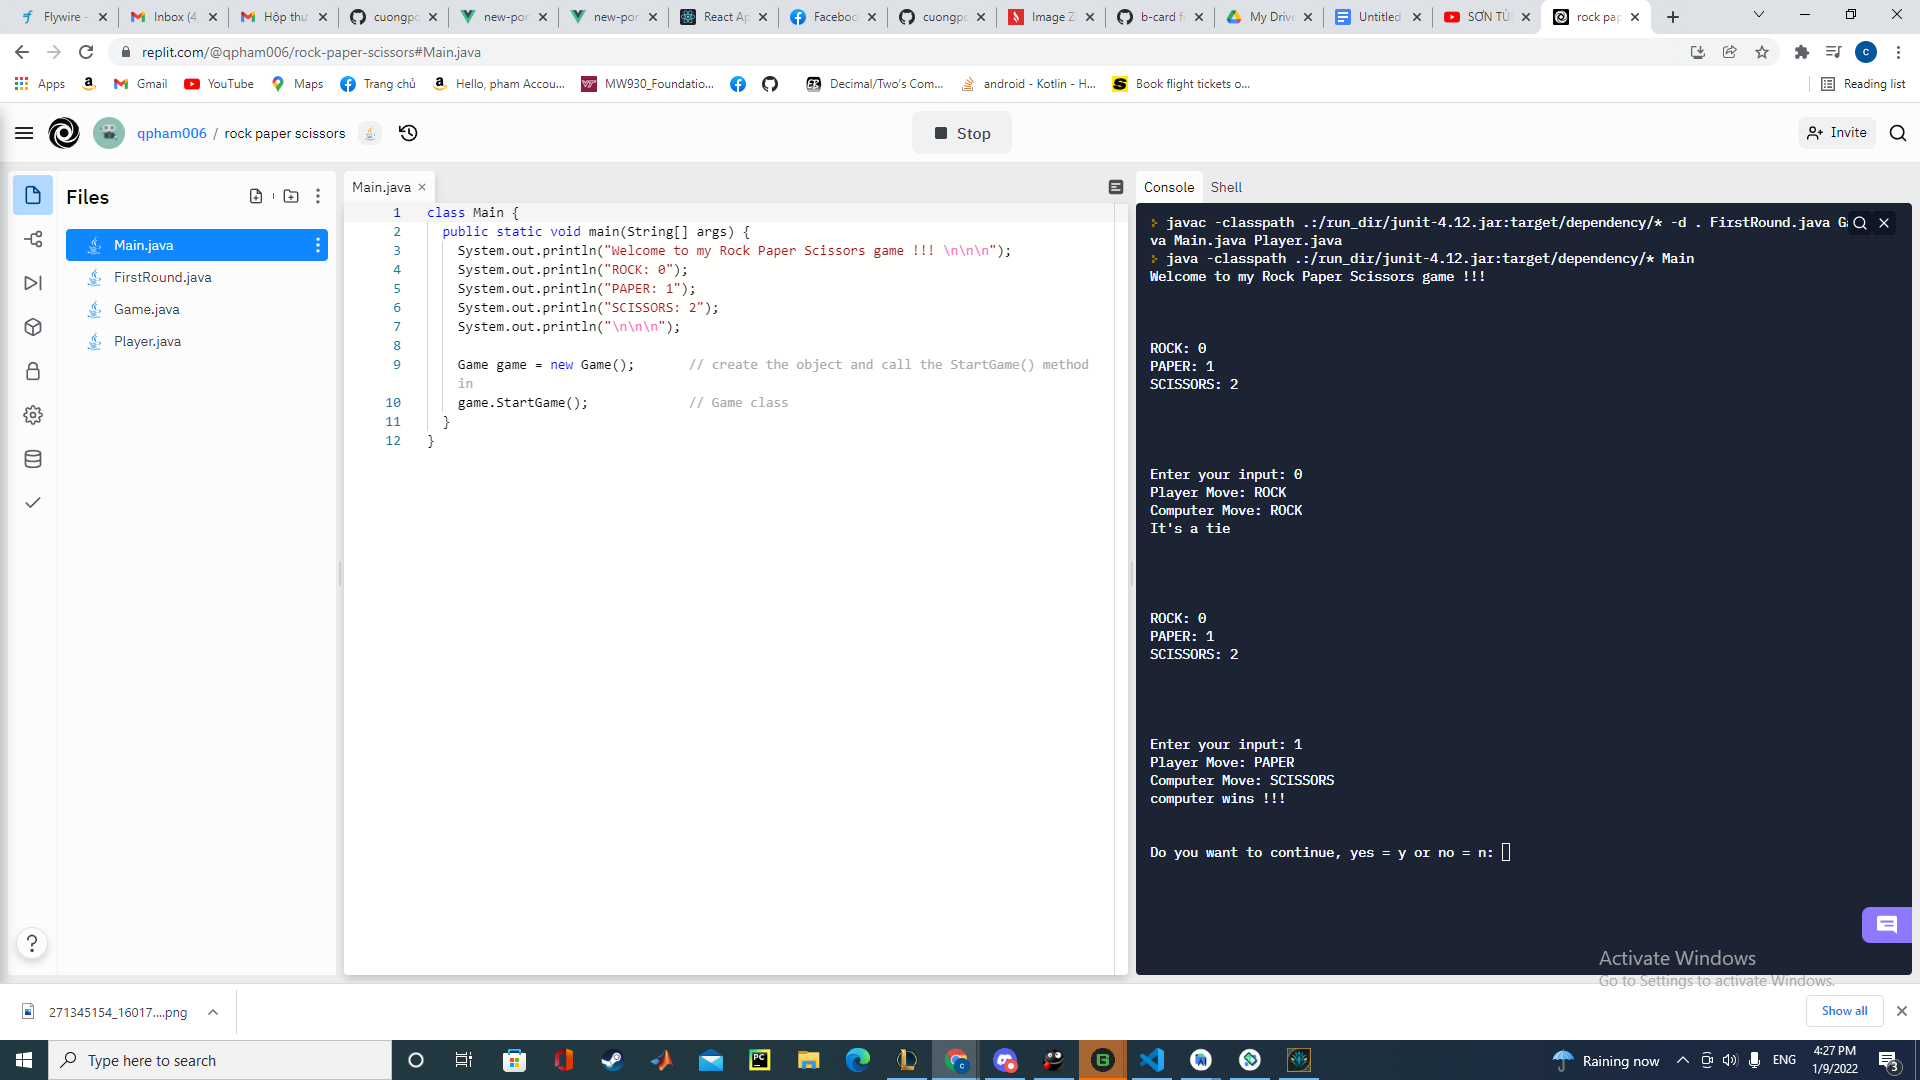 Flywire -
Inbox (4,
Hộp thư
cuongpo
new-por
new-por
React Ap
Faceboo
cuongpo
Image Z
b-card f
My Drive
Untitled
SƠN TÙ
rock pap
replit.com/@qpham006/rock-paper-scissors#Main.java
Apps
Gmail
YouTube
Maps
Trang chủ
Hello, pham Accou...
MW930_Foundatio...
Decimal/Two's Com...
android - Kotlin - H...
Book flight tickets o...
Reading list
qpham006 / rock paper scissors
Stop
Invite
Files
Main.java
FirstRound.java
Game.java
Player.java
Main.java
1 class Main {
2 public static void main(String[] args) {
3 System.out.println("Welcome to my Rock Paper Scissors game !!! \n\n\n");
4 System.out.println("ROCK: 0");
5 System.out.println("PAPER: 1");
6 System.out.println("SCISSORS: 2");
7 System.out.println("\n\n\n");
8
9 Game game = new Game(); // create the object and call the StartGame() method
in
10 game.StartGame(); // Game class
11 }
12 }
Console Shell
javac -classpath .:/run_dir/junit-4.12.jar:target/dependency/* -d . FirstRound.java Ga
va Main.java Player.java
java -classpath .:/run_dir/junit-4.12.jar:target/dependency/* Main
Welcome to my Rock Paper Scissors game !!!
ROCK: 0
PAPER: 1
SCISSORS: 2
Enter your input: 0
Player Move: ROCK
Computer Move: ROCK
It's a tie
ROCK: 0
PAPER: 1
SCISSORS: 2
Enter your input: 1
Player Move: PAPER
Computer Move: SCISSORS
computer wins !!!
Do you want to continue, yes = y or no = n:
Activate Windows
Go to Settings to activate Windows.
271345154_16017....png
Show all
Type here to search
Raining now
ENG
4:27 PM
1/9/2022
3